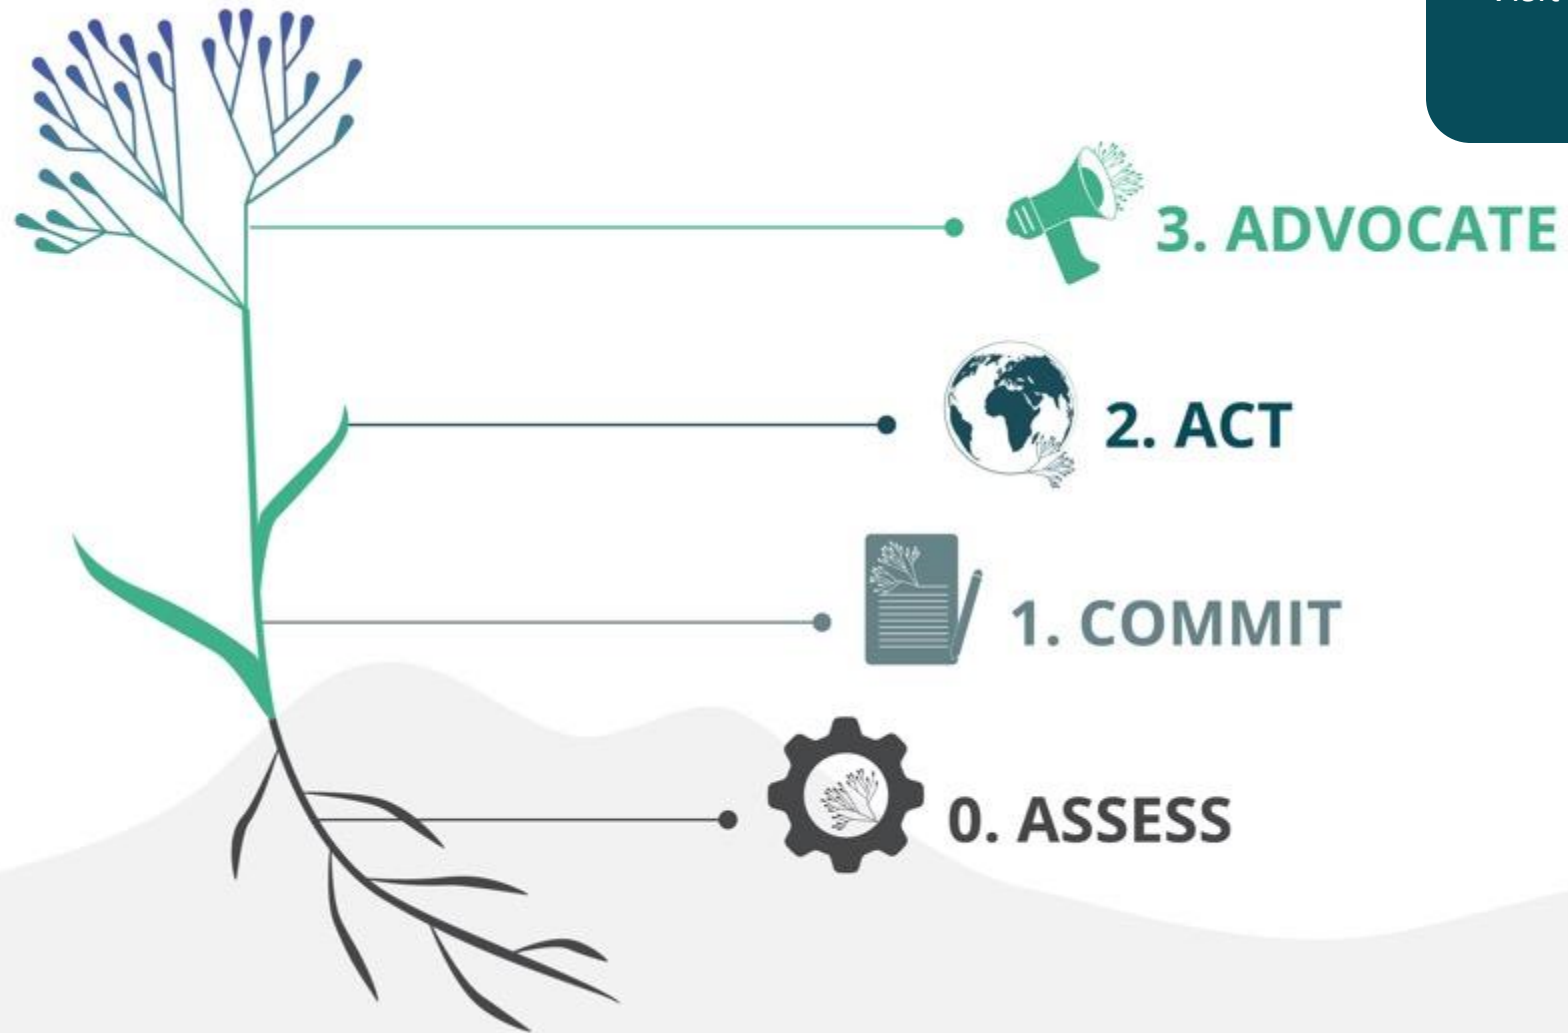 3. ADVOCATE
2. ACT
1. COMMIT
0. ASSESS